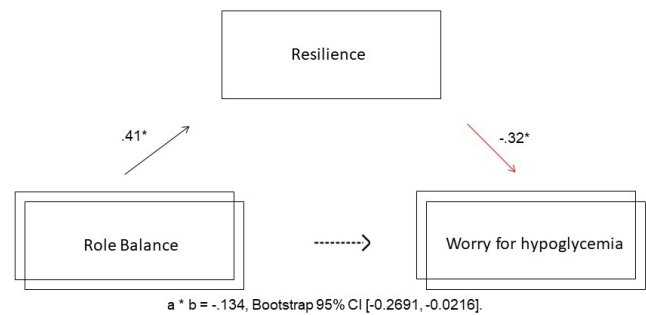 Resilience
.41*
-.32*
Role Balance
Worry for hypoglycemia
a * b = -.134, Bootstrap 95% CI [-0.2691, -0.0216].